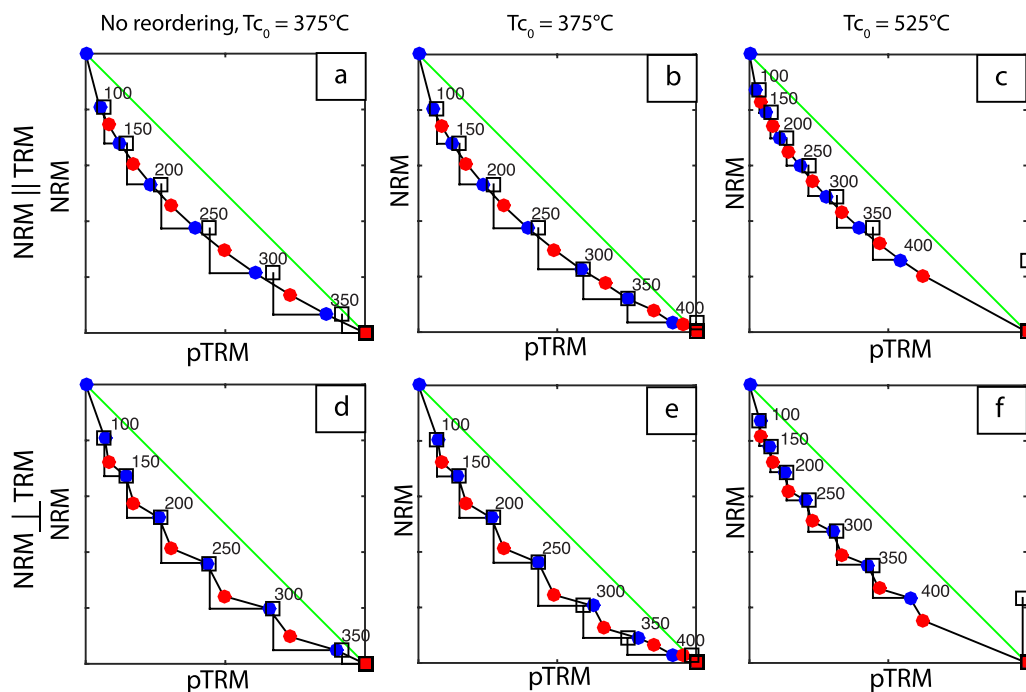 No reordering, Tc0 = 375°C
Tc0 = 375°C
Tc0 = 525°C
NRM || TRM
NRM
a
100
150
200
250
300
350
pTRM
NRM
b
100
150
200
250
300
350
400
pTRM
NRM
c
100
150
200
250
300
350
400
pTRM
NRM ⊥ TRM
NRM
d
100
150
200
250
300
350
pTRM
NRM
e
100
150
200
250
300
350
400
pTRM
NRM
f
100
150
200
250
300
350
400
pTRM